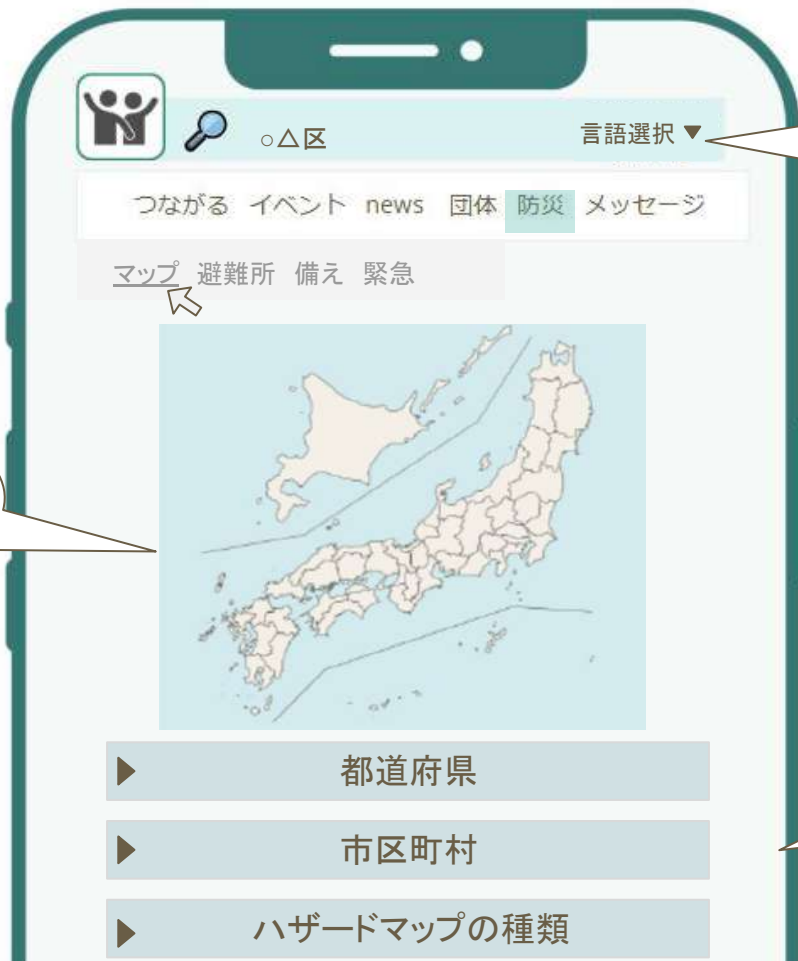 ○△区 言語選択 ▼
つながる イベント news 団体 防災 メッセージ
マップ 避難所 備え 緊急
都道府県
市区町村
ハザードマップの種類